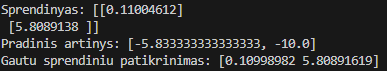 Sprendinyas: [[0.11004612]
 [5.8089138 ]]
Pradinis artinys: [-5.833333333333333, -10.0]
Gautu sprendiniu patikrinimas: [0.10998982 5.80891619]